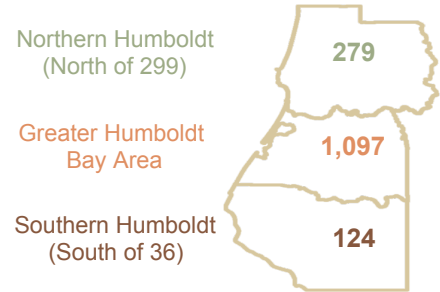 Northern Humboldt
(North of 299)
279
Greater Humboldt
Bay Area
1,097
Southern Humboldt
(South of 36)
124